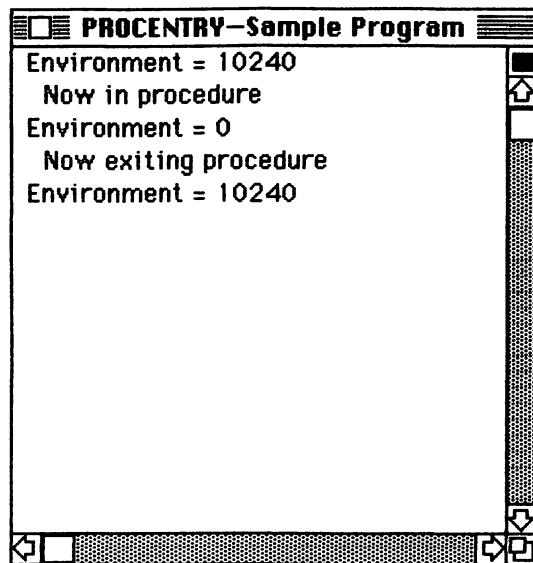 PROCENTRY—Sample Program
Environment = 10240
Now in procedure
Environment = 0
Now exiting procedure
Environment = 10240